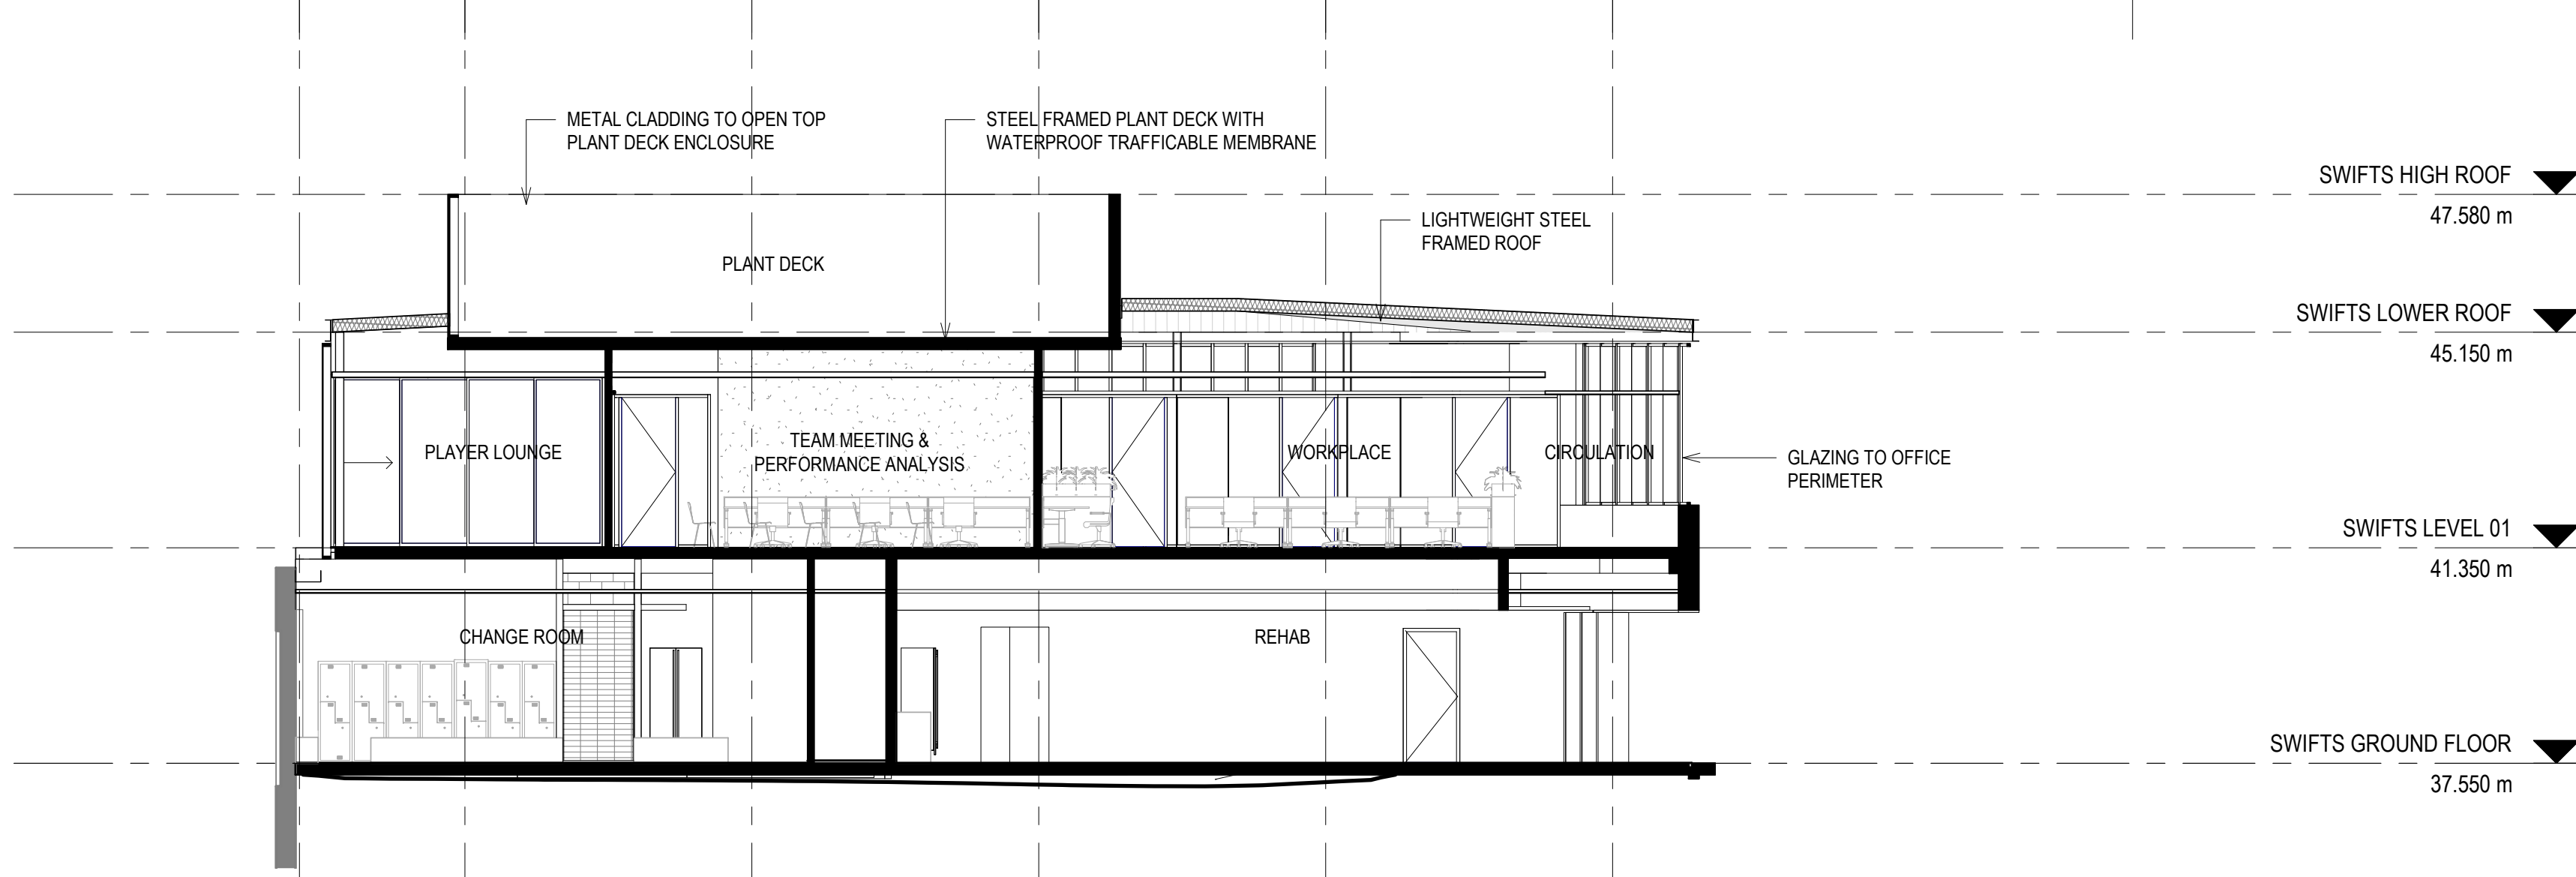 METAL CLADDING TO OPEN TOP
PLANT DECK ENCLOSURE
STEEL FRAMED PLANT DECK WITH
WATERPROOF TRAFFICABLE MEMBRANE
SWIFTS HIGH ROOF
47.580 m
LIGHTWEIGHT STEEL
FRAMED ROOF
PLANT DECK
SWIFTS LOWER ROOF
45.150 m
PLAYER LOUNGE
TEAM MEETING &
PERFORMANCE ANALYSIS
WORKPLACE
CIRCULATION
GLAZING TO OFFICE
PERIMETER
SWIFTS LEVEL 01
41.350 m
CHANGE ROOM
REHAB
SWIFTS GROUND FLOOR
37.550 m